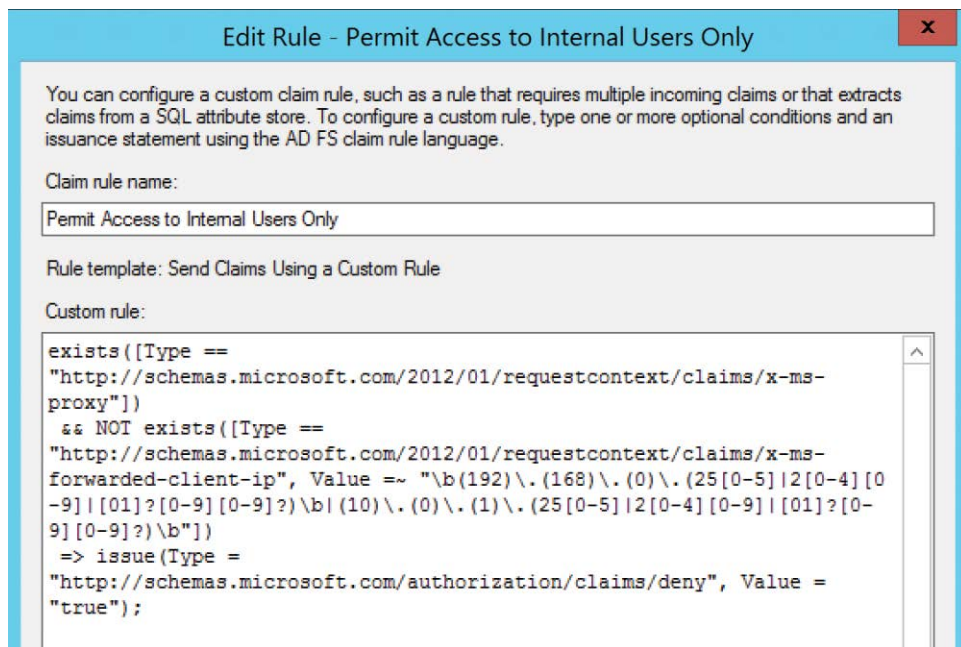 Edit Rule - Permit Access to Internal Users Only
x
You can configure a custom claim rule, such as a rule that requires multiple incoming claims or that extracts
claims from a SQL attribute store. To configure a custom rule, type one or more optional conditions and an
issuance statement using the AD FS claim rule language.
Claim rule name:
Permit Access to Internal Users Only
Rule template: Send Claims Using a Custom Rule
Custom rule:
exists([Type ==
"http://schemas.microsoft.com/2012/01/requestcontext/claims/x-ms-
proxy"])
 && NOT exists([Type ==
"http://schemas.microsoft.com/2012/01/requestcontext/claims/x-ms-
forwarded-client-ip", Value =~ "\b(192)\.(168)\.(0)\.(25[0-5]|2[0-4][0
-9]|[01]?[0-9][0-9]?)\b|(10)\.(0)\.(1)\.(25[0-5]|2[0-4][0-9]|[01]?[0-
9][0-9]?)\b"])
 => issue(Type =
"http://schemas.microsoft.com/authorization/claims/deny", Value =
"true");